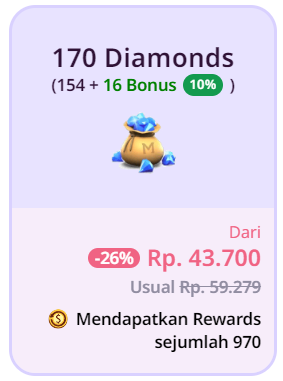 170 Diamonds
(154 + 16 Bonus 10% )
M
Dari
-26% Rp. 43.700
Usual Rp. 59.279
Mendapatkan Rewards
sejumlah 970